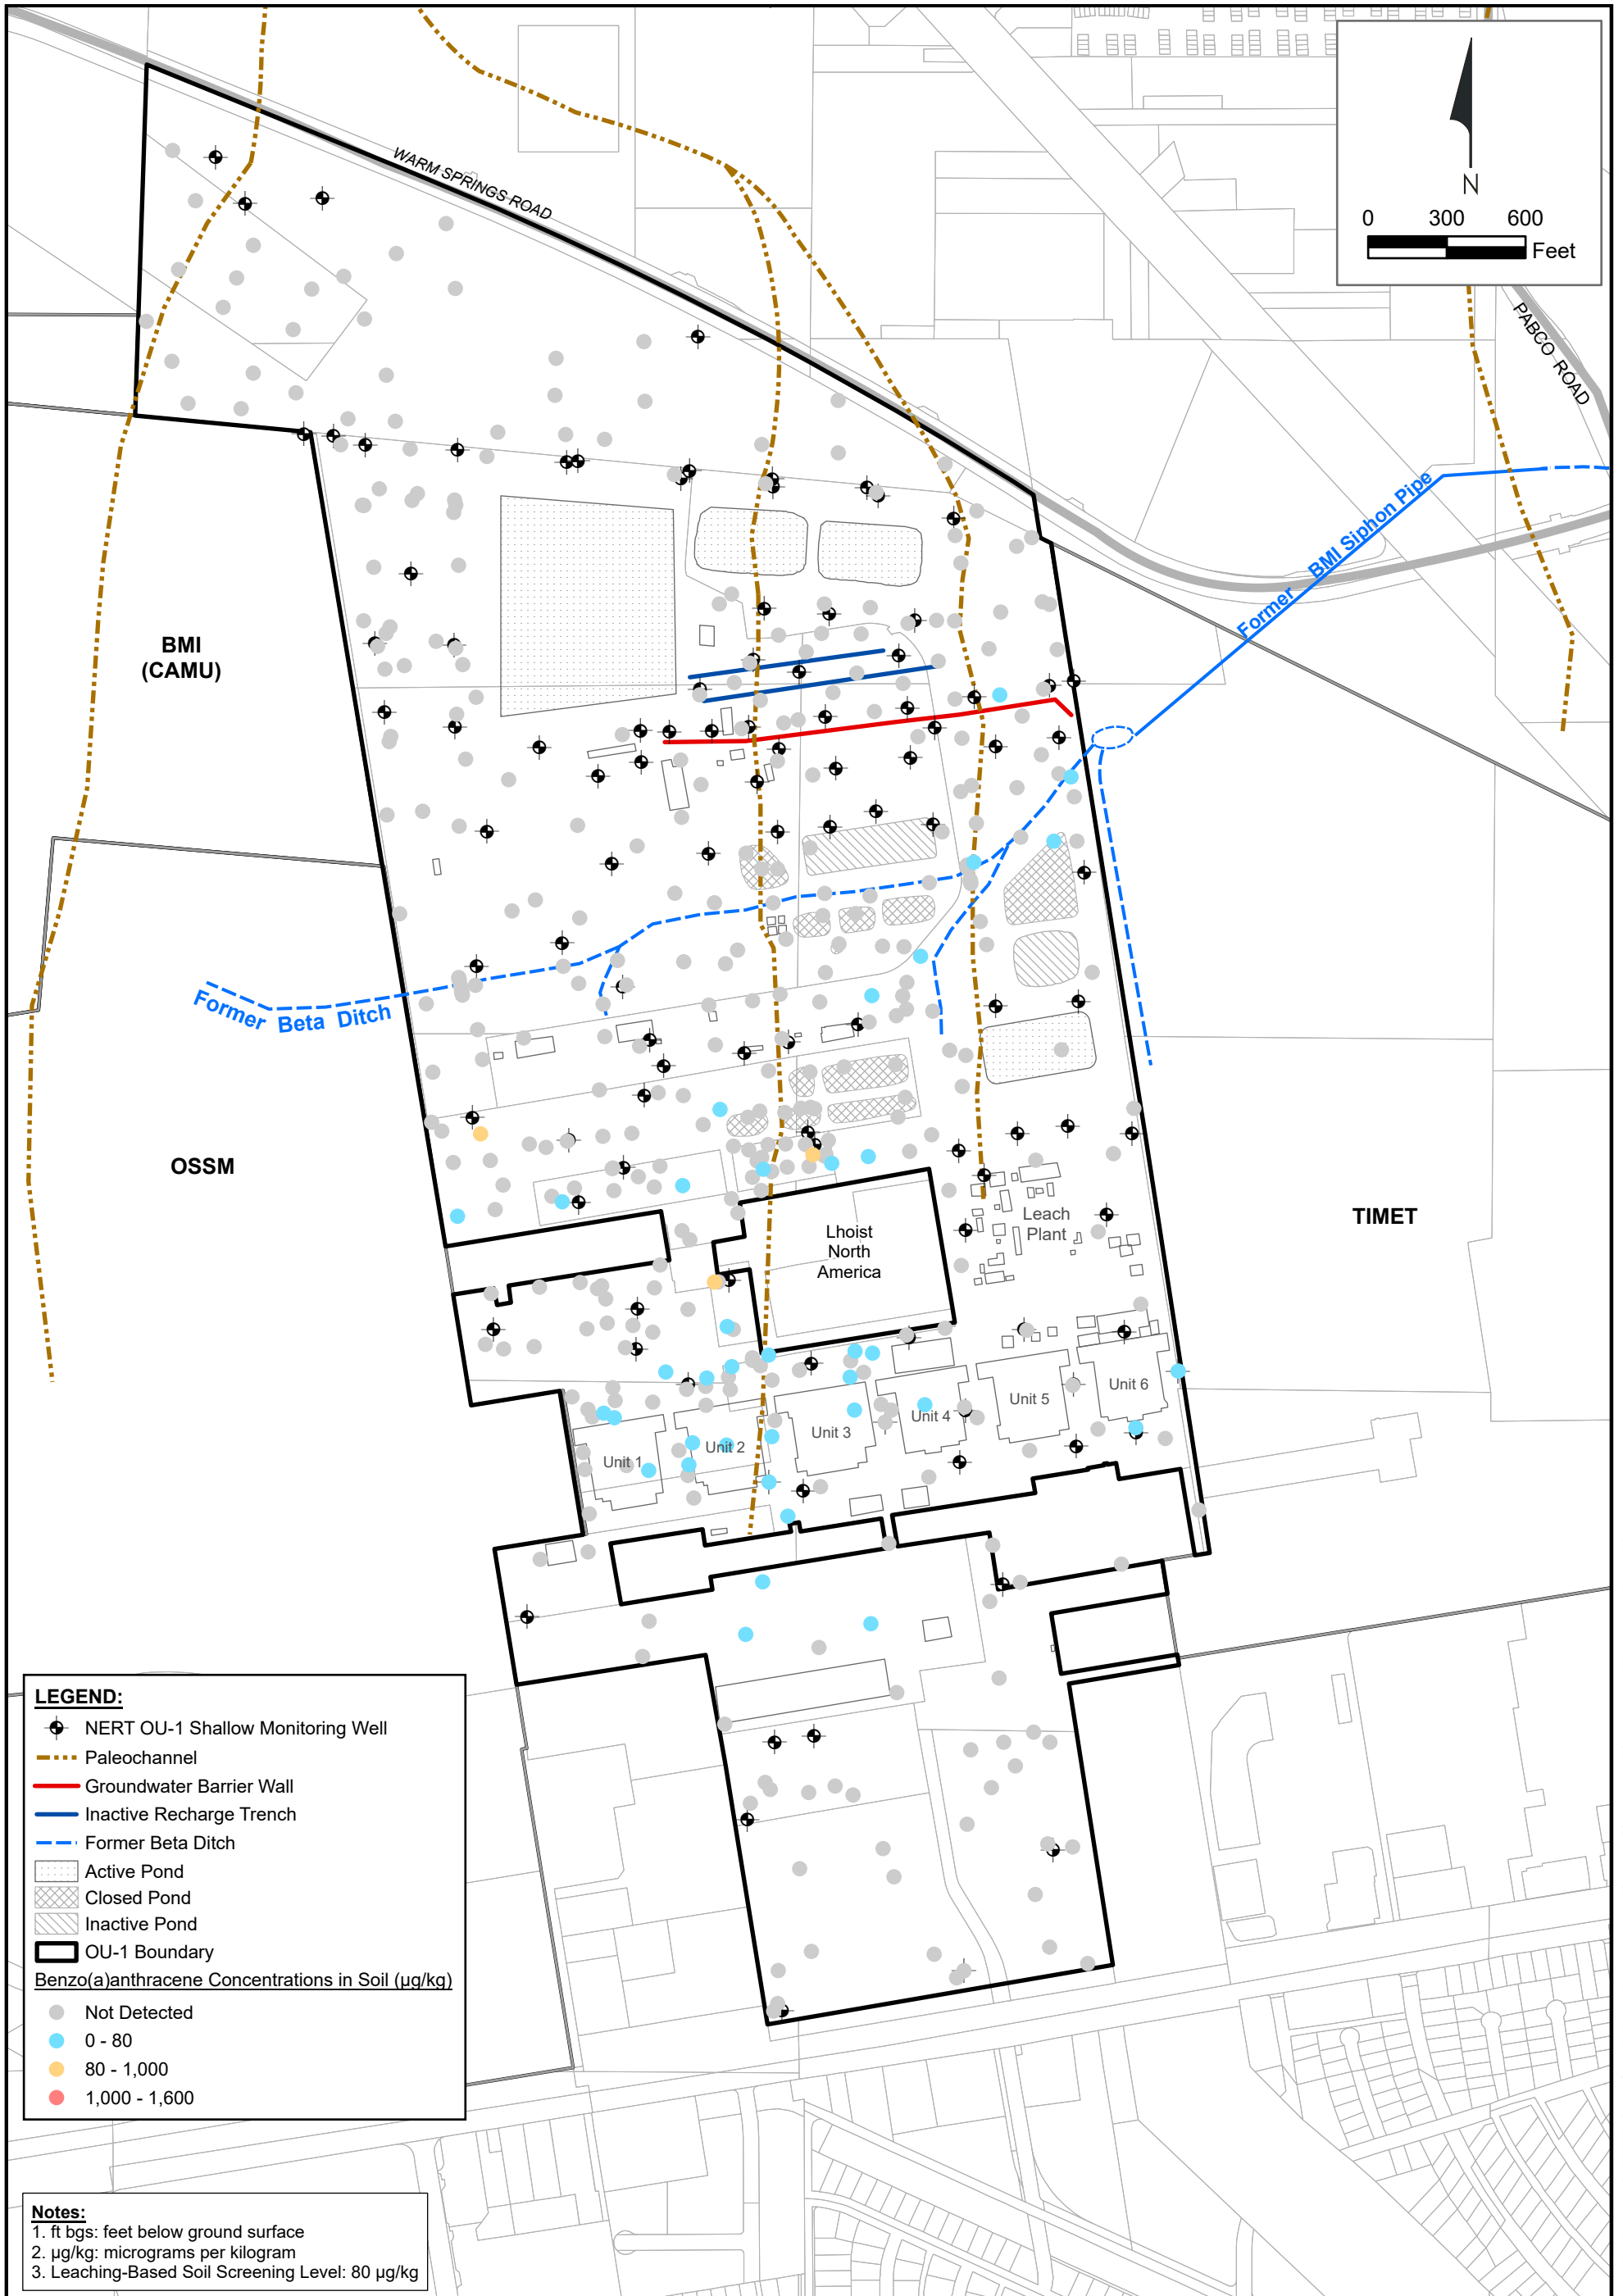 N
0 300 600
Feet
WARM SPRINGS ROAD
PABCO ROAD
Former BMI Siphon Pipe
BMI
(CAMU)
Former Beta Ditch
OSSM
TIMET
Lhoist
North
America
Leach
Plant
Unit 1
Unit 2
Unit 3
Unit 4
Unit 5
Unit 6
LEGEND:
NERT OU-1 Shallow Monitoring Well
Paleochannel
Groundwater Barrier Wall
Inactive Recharge Trench
Former Beta Ditch
Active Pond
Closed Pond
Inactive Pond
OU-1 Boundary
Benzo(a)anthracene Concentrations in Soil (µg/kg)
Not Detected
0 - 80
80 - 1,000
1,000 - 1,600
Notes:
1. ft bgs: feet below ground surface
2. µg/kg: micrograms per kilogram
3. Leaching-Based Soil Screening Level: 80 µg/kg